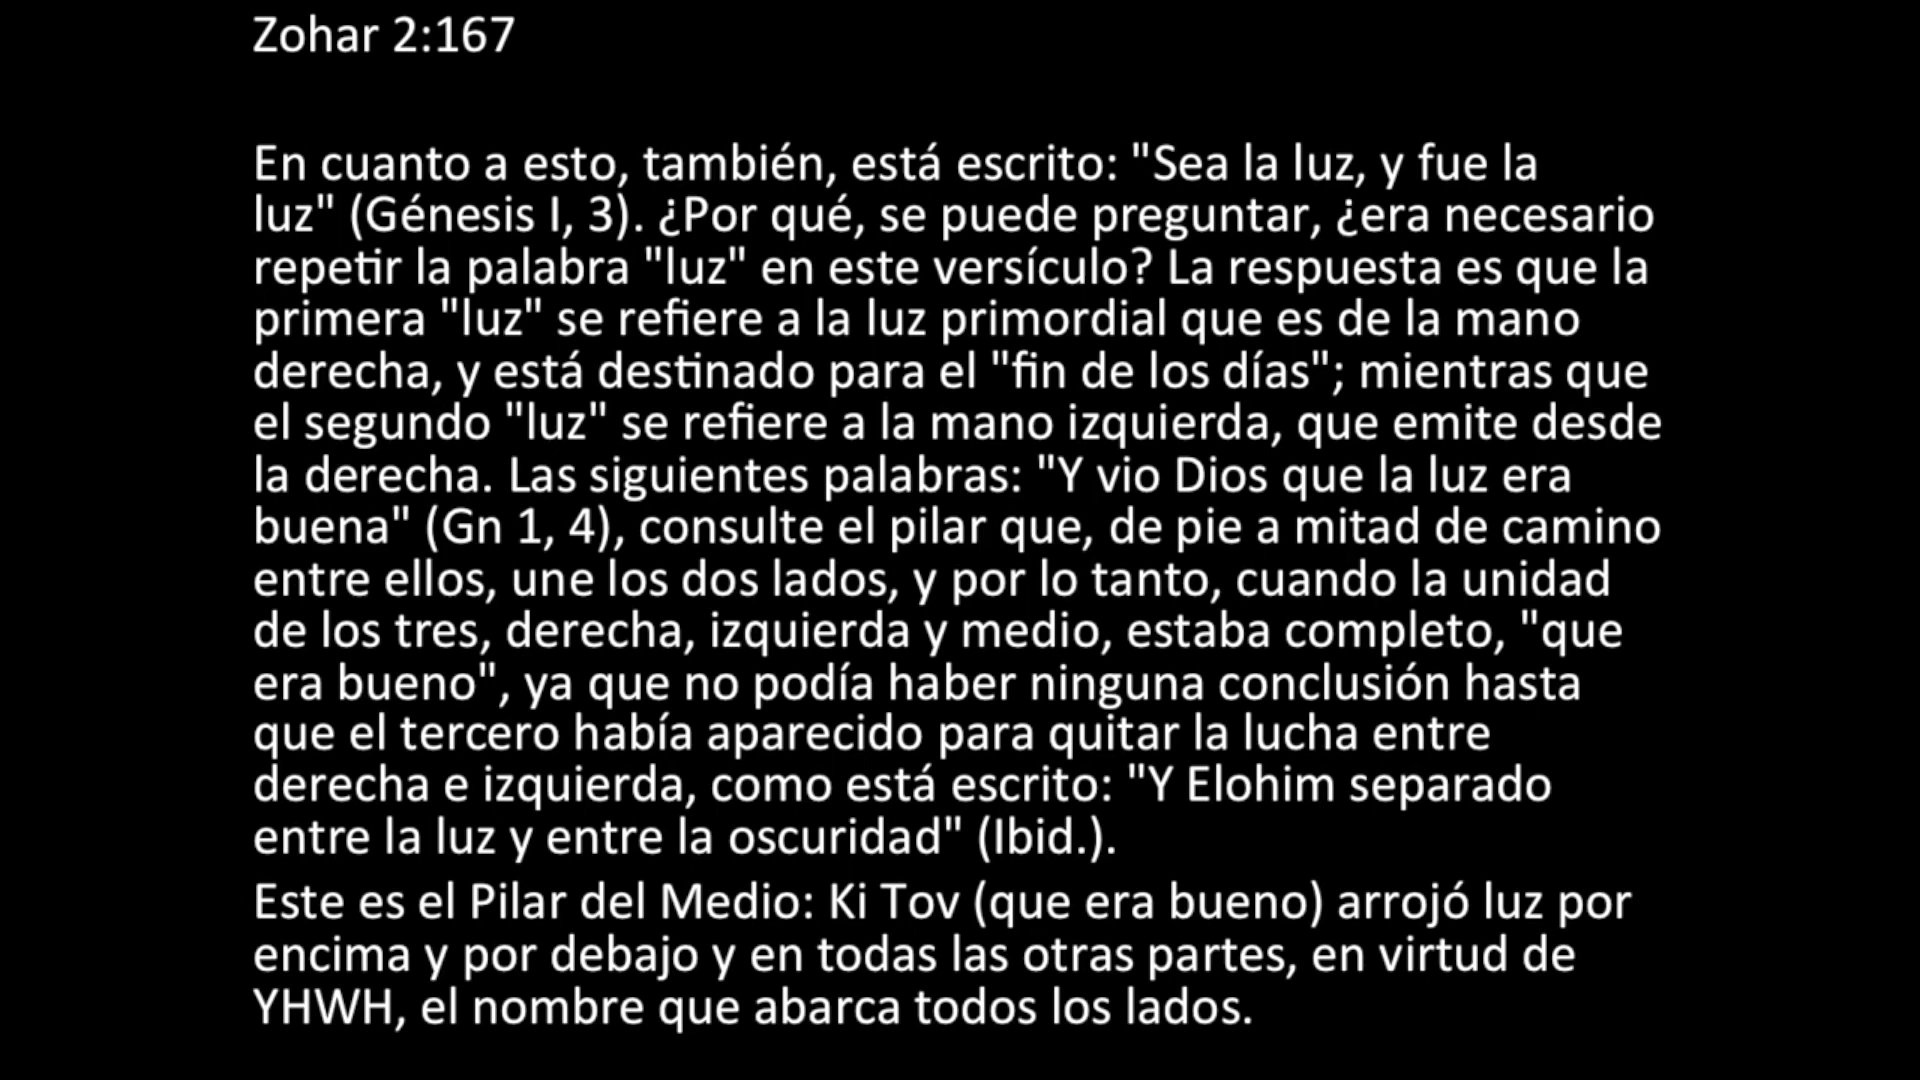 Zohar 2:167
En cuanto a esto, también, está escrito: "Sea la luz, y fue la
luz" (Génesis I, 3). ¿Por qué, se puede preguntar, ¿era necesario
repetir la palabra "luz" en este versículo? La respuesta es que la
primera "luz" se refiere a la luz primordial que es de la mano
derecha, y está destinado para el "fin de los días"; mientras que
el segundo "luz" se refiere a la mano izquierda, que emite desde
la derecha. Las siguientes palabras: "Y vio Dios que la luz era
buena" (Gn 1, 4), consulte el pilar que, de pie a mitad de camino
entre ellos, une los dos lados, y por lo tanto, cuando la unidad
de los tres, derecha, izquierda y medio, estaba completo, "que
era bueno", ya que no podía haber ninguna conclusión hasta
que el tercero había aparecido para quitar la lucha entre
derecha e izquierda, como está escrito: "Y Elohim separado
entre la luz y entre la oscuridad" (Ibid.).
Este es el Pilar del Medio: Ki Tov (que era bueno) arrojó luz por
encima y por debajo y en todas las otras partes, en virtud de
YHWH, el nombre que abarca todos los lados.